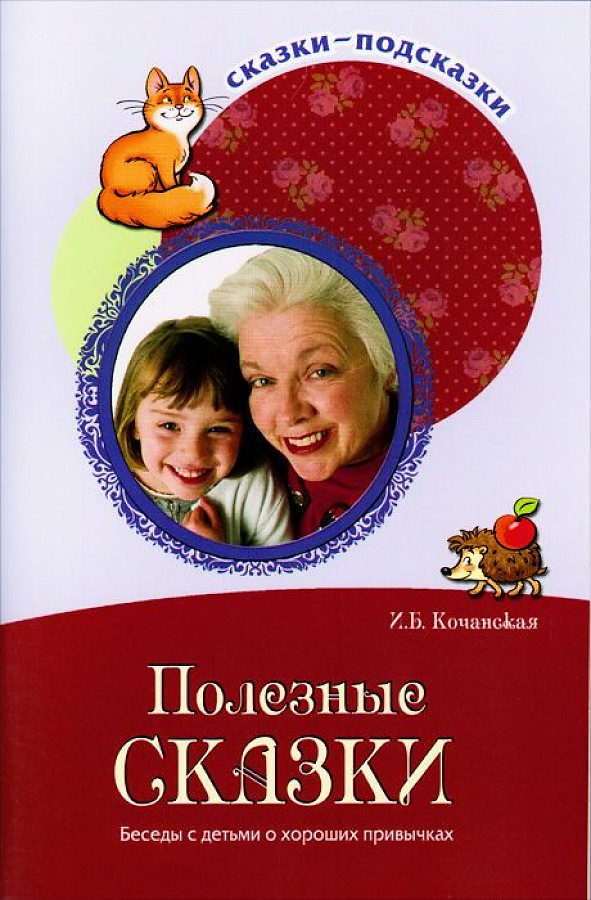 сказки-подсказки
И.Б. Кочанская
Полезные
СКАЗКИ
Беседы с детьми о хороших привычках